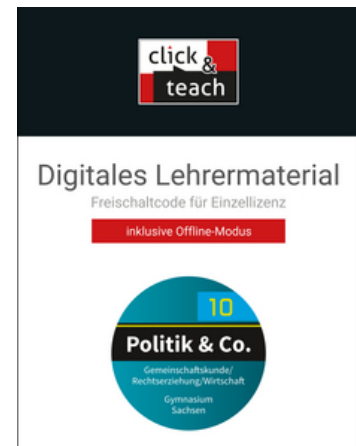 click &
teach
Digitales Lehrermaterial
Freischaltcode für Einzellizenz
inklusive Offline-Modus
10
Politik & Co.
Gemeinschaftskunde/
Rechtserziehung/Wirtschaft
Gymnasium
Sachsen